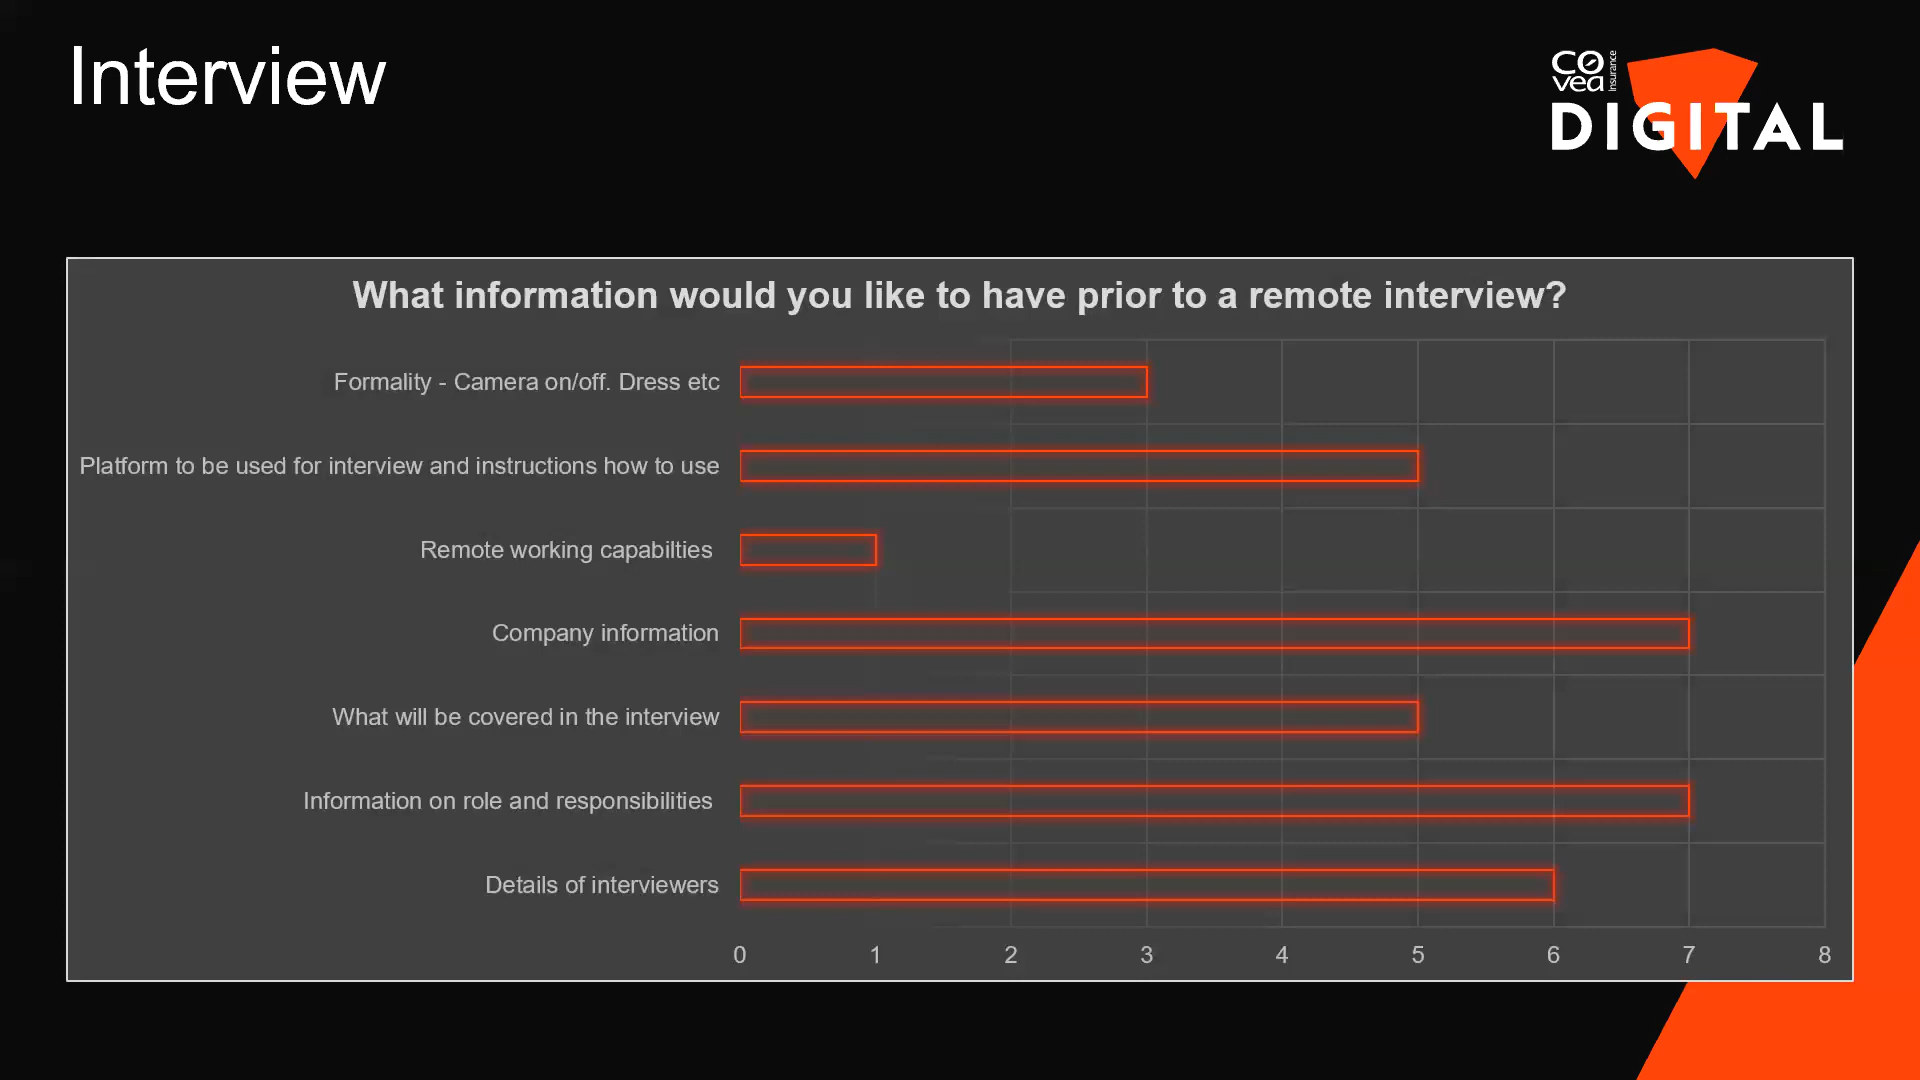 Interview
covea Insurance
DIGITAL
What information would you like to have prior to a remote interview?
Formality - Camera on/off. Dress etc
Platform to be used for interview and instructions how to use
Remote working capabilties
Company information
What will be covered in the interview
Information on role and responsibilities
Details of interviewers
0 1 2 3 4 5 6 7 8